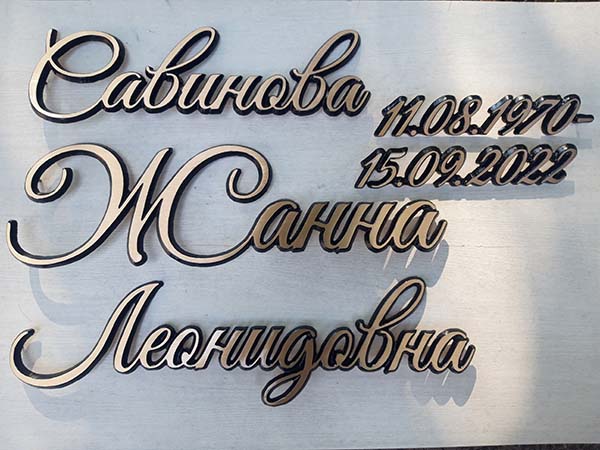 Савинова
11.08.1970-
15.09.2022
Жанна
Леонидовна